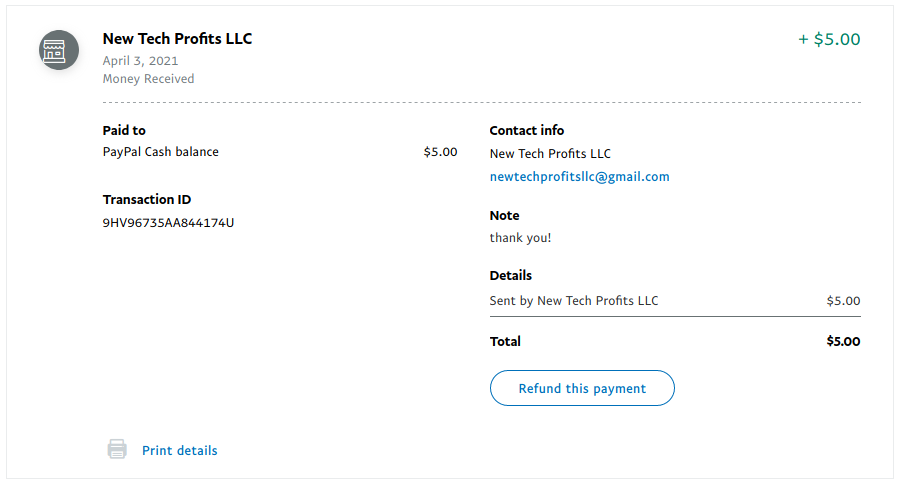 New Tech Profits LLC
+ $5.00
April 3, 2021
Money Received
Paid to
PayPal Cash balance $5.00
Transaction ID
9HV96735AA844174U
Contact info
New Tech Profits LLC
newtechprofitsllc@gmail.com
Note
thank you!
Details
Sent by New Tech Profits LLC $5.00
Total $5.00
Refund this payment
Print details